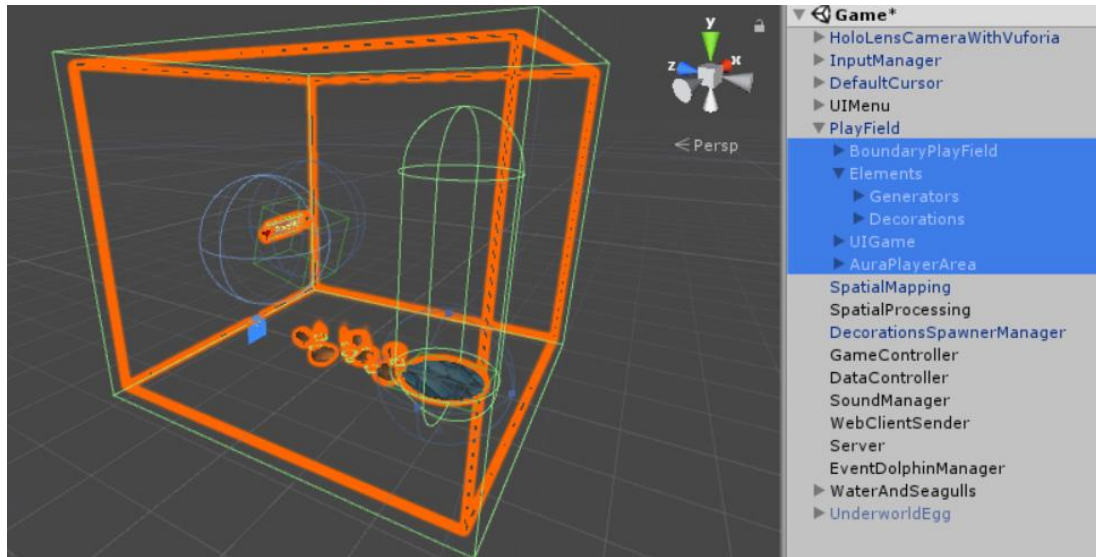 y
z
x
Persp
Game*
HoloLensCameraWithVuforia
InputManager
DefaultCursor
UIMenu
PlayField
BoundaryPlayField
Elements
Generators
Decorations
UIGame
AuraPlayerArea
SpatialMapping
SpatialProcessing
DecorationsSpawnerManager
GameController
DataController
SoundManager
WebClientSender
Server
EventDolphinManager
WaterAndSeagulls
UnderworldEgg